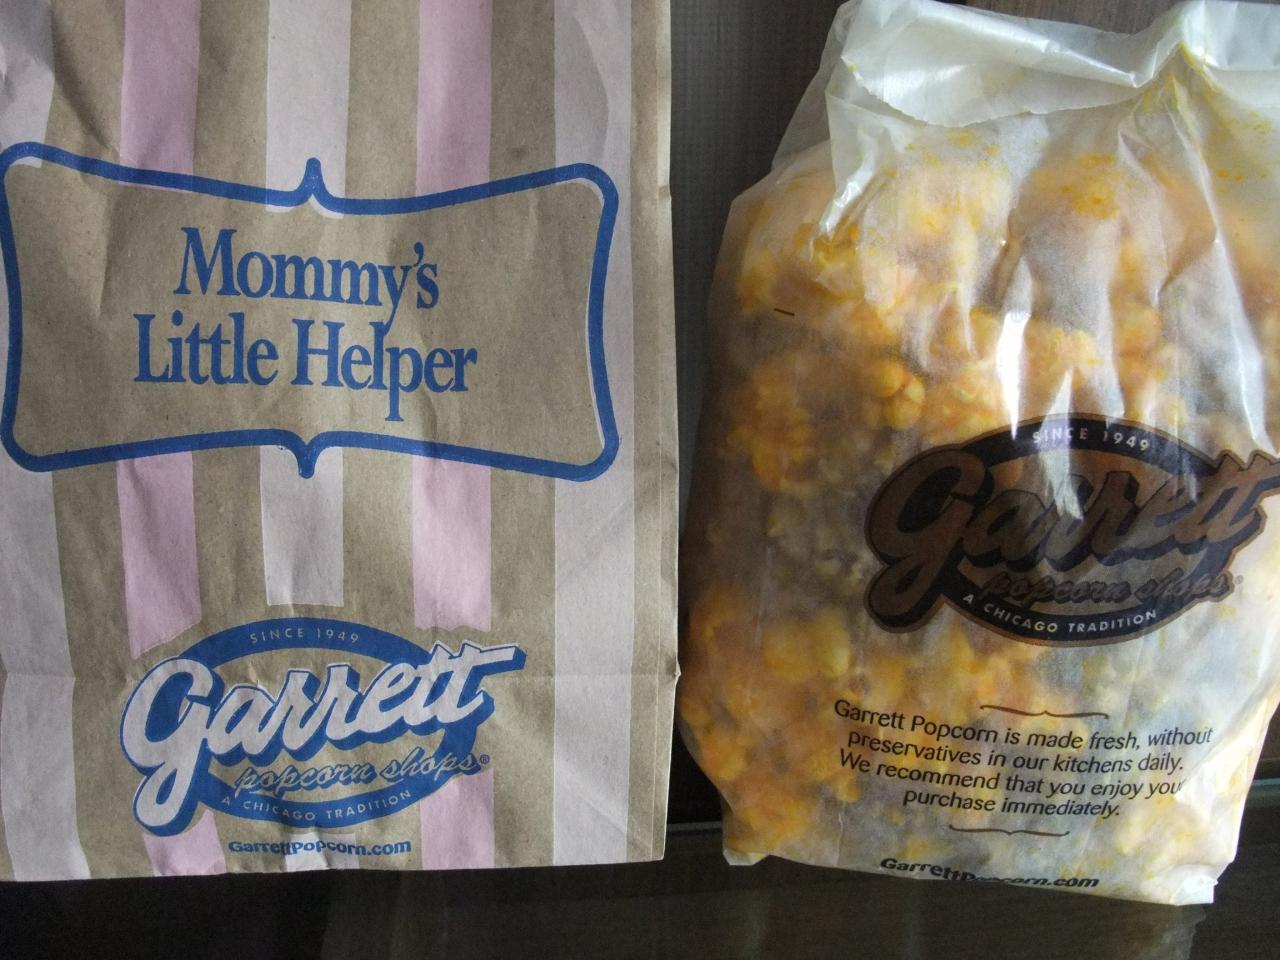 Mommy's
Little Helper
SINCE 1949
Garrett
popcorn shops®
A CHICAGO TRADITION
GarrettPopcorn.com
SINCE 1949
Garrett
popcorn shops®
A CHICAGO TRADITION
Garrett Popcorn is made fresh, without
preservatives in our kitchens daily.
We recommend that you enjoy your
purchase immediately.
GarrettPopcorn.com